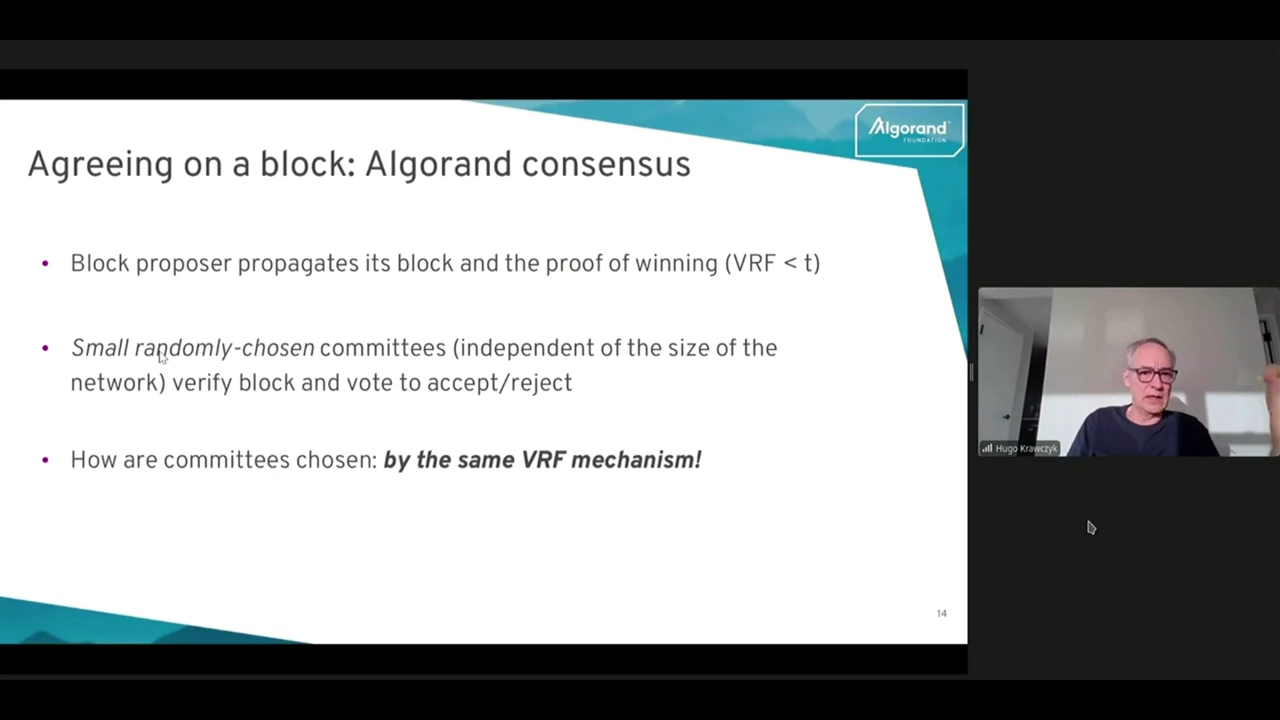 Algorand
FOUNDATION
Agreeing on a block: Algorand consensus
• Block proposer propagates its block and the proof of winning (VRF < t)
• Small randomly-chosen committees (independent of the size of the
network) verify block and vote to accept/reject
• How are committees chosen: by the same VRF mechanism!
Hugo Krawczyk
14